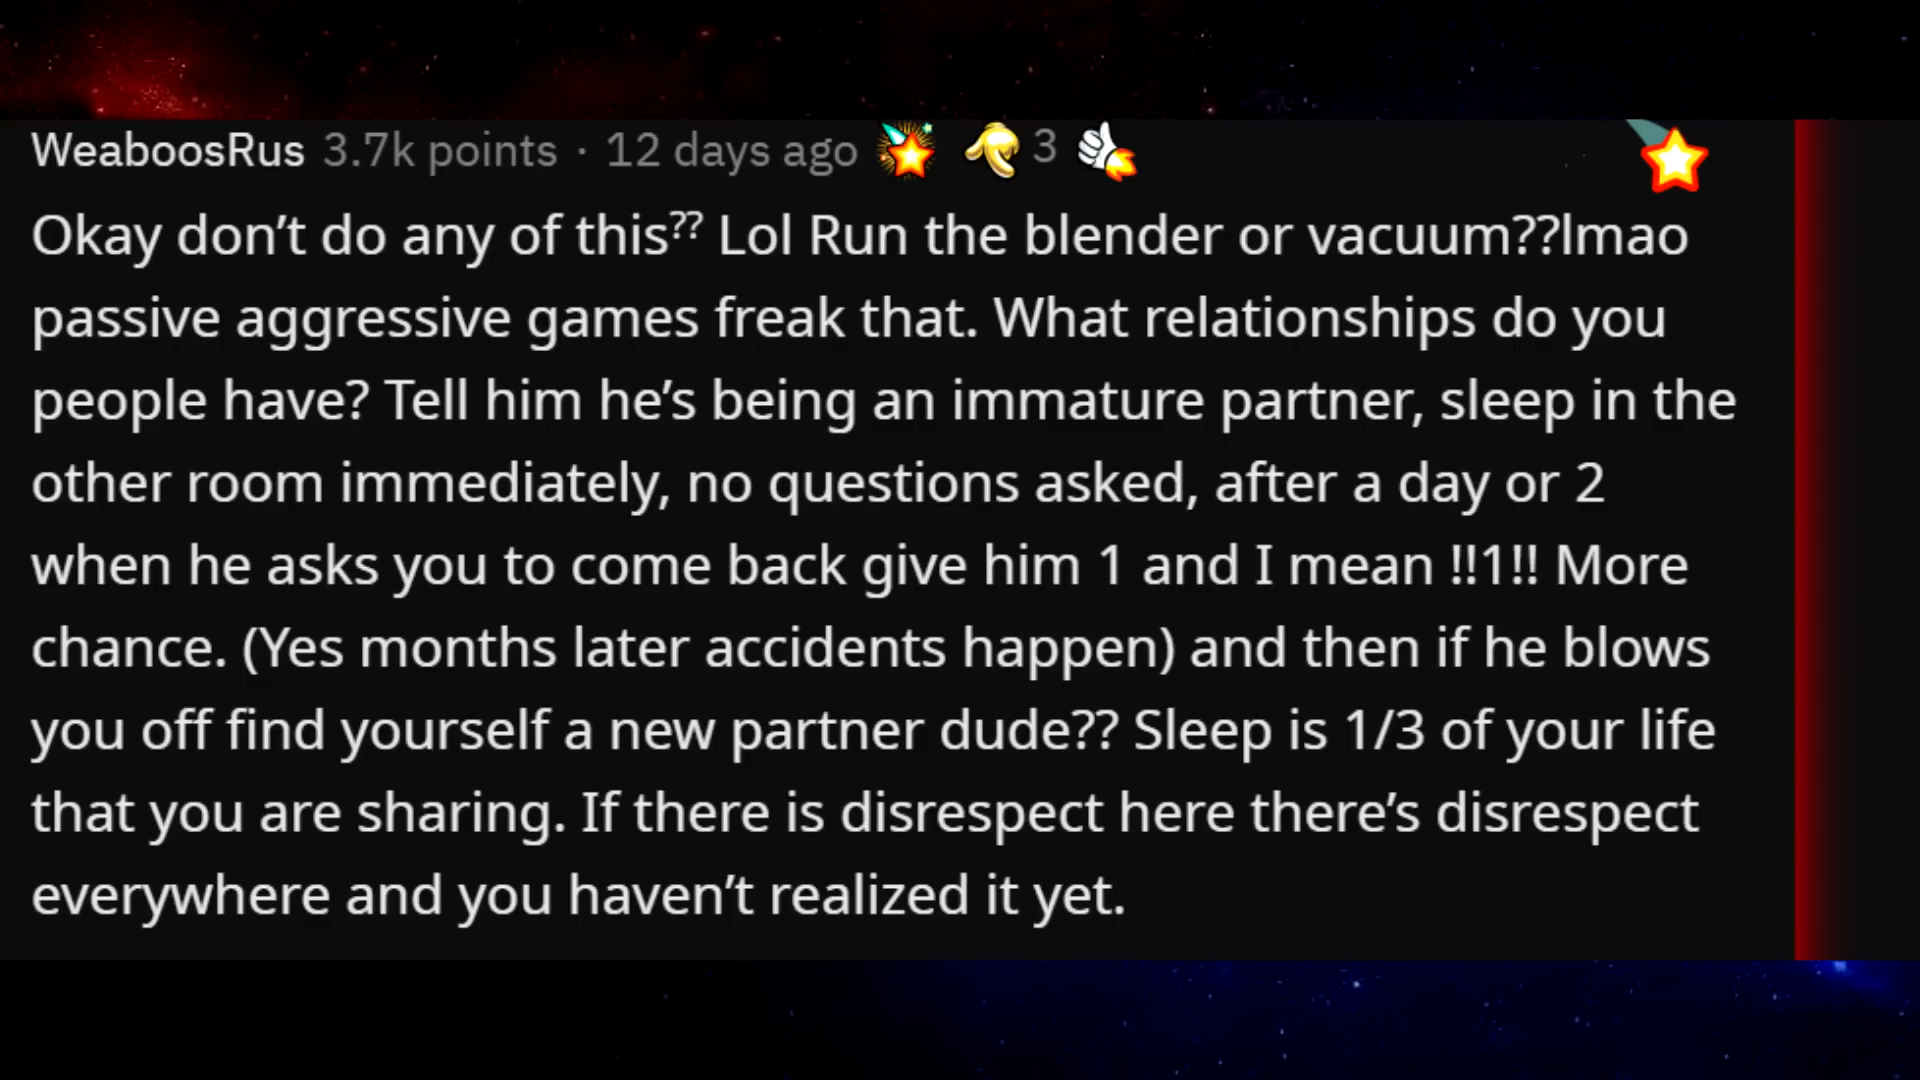 WeaboosRus 3.7k points · 12 days ago 3
Okay don’t do any of this⁇ Lol Run the blender or vacuum??lmao
passive aggressive games freak that. What relationships do you
people have? Tell him he’s being an immature partner, sleep in the
other room immediately, no questions asked, after a day or 2
when he asks you to come back give him 1 and I mean !!1!! More
chance. (Yes months later accidents happen) and then if he blows
you off find yourself a new partner dude?? Sleep is 1/3 of your life
that you are sharing. If there is disrespect here there’s disrespect
everywhere and you haven’t realized it yet.